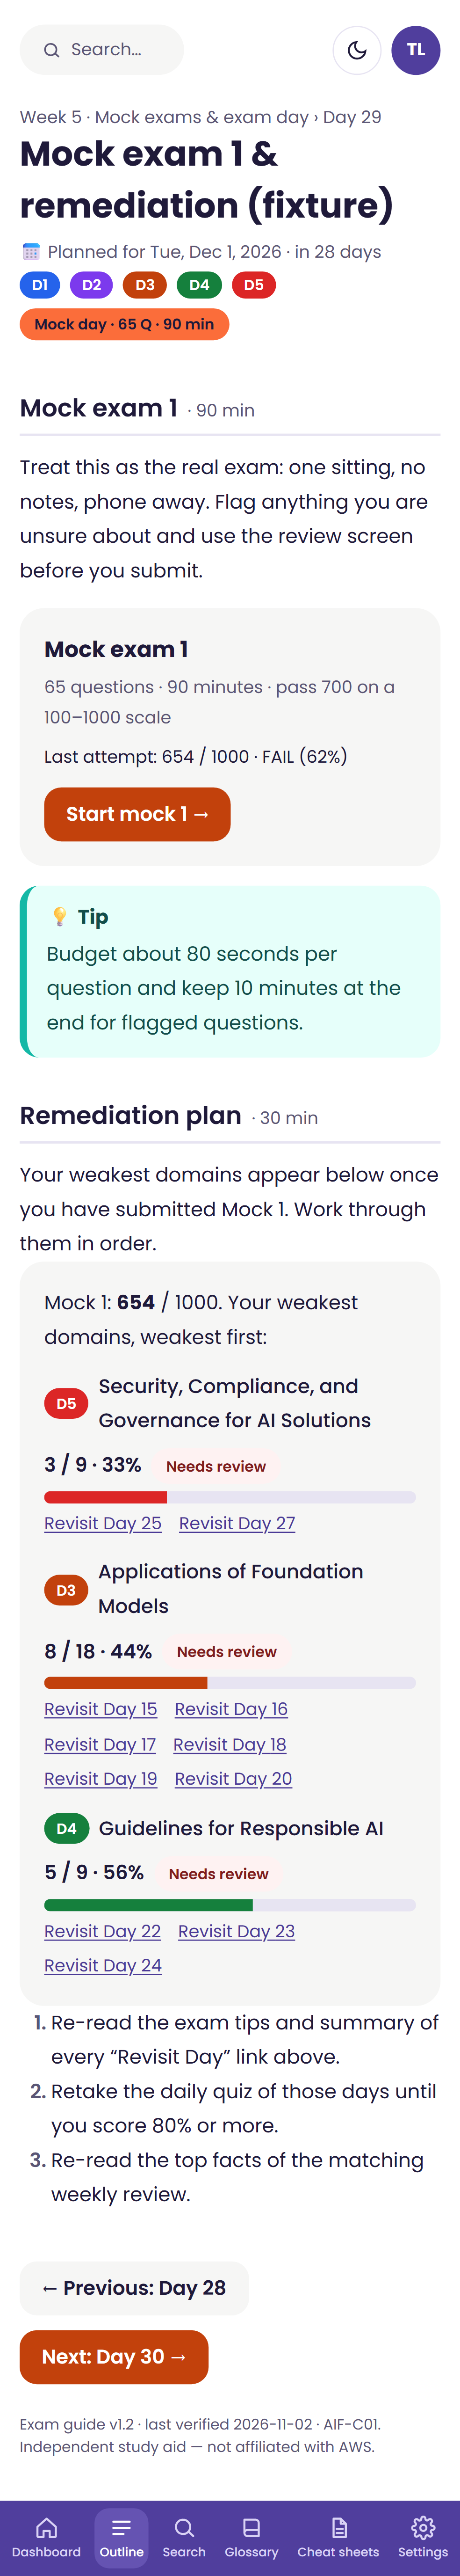 Search...
TL
Week 5 · Mock exams & exam day › Day 29
Mock exam 1 &
remediation (fixture)
Planned for Tue, Dec 1, 2026 · in 28 days
D1 D2 D3 D4 D5
Mock day · 65 Q · 90 min
Mock exam 1 · 90 min
Treat this as the real exam: one sitting, no
notes, phone away. Flag anything you are
unsure about and use the review screen
before you submit.
Mock exam 1
65 questions · 90 minutes · pass 700 on a
100–1000 scale
Last attempt: 654 / 1000 · FAIL (62%)
Start mock 1 →
💡 Tip
Budget about 80 seconds per
question and keep 10 minutes at the
end for flagged questions.
Remediation plan · 30 min
Your weakest domains appear below once
you have submitted Mock 1. Work through
them in order.
Mock 1: 654 / 1000. Your weakest
domains, weakest first:
D5 Security, Compliance, and
Governance for AI Solutions
3 / 9 · 33% Needs review
Revisit Day 25 Revisit Day 27
D3 Applications of Foundation
Models
8 / 18 · 44% Needs review
Revisit Day 15 Revisit Day 16
Revisit Day 17 Revisit Day 18
Revisit Day 19 Revisit Day 20
D4 Guidelines for Responsible AI
5 / 9 · 56% Needs review
Revisit Day 22 Revisit Day 23
Revisit Day 24
1. Re-read the exam tips and summary of
every “Revisit Day” link above.
2. Retake the daily quiz of those days until
you score 80% or more.
3. Re-read the top facts of the matching
weekly review.
← Previous: Day 28
Next: Day 30 →
Exam guide v1.2 · last verified 2026-11-02 · AIF-C01.
Independent study aid — not affiliated with AWS.
Dashboard Outline Search Glossary Cheat sheets Settings